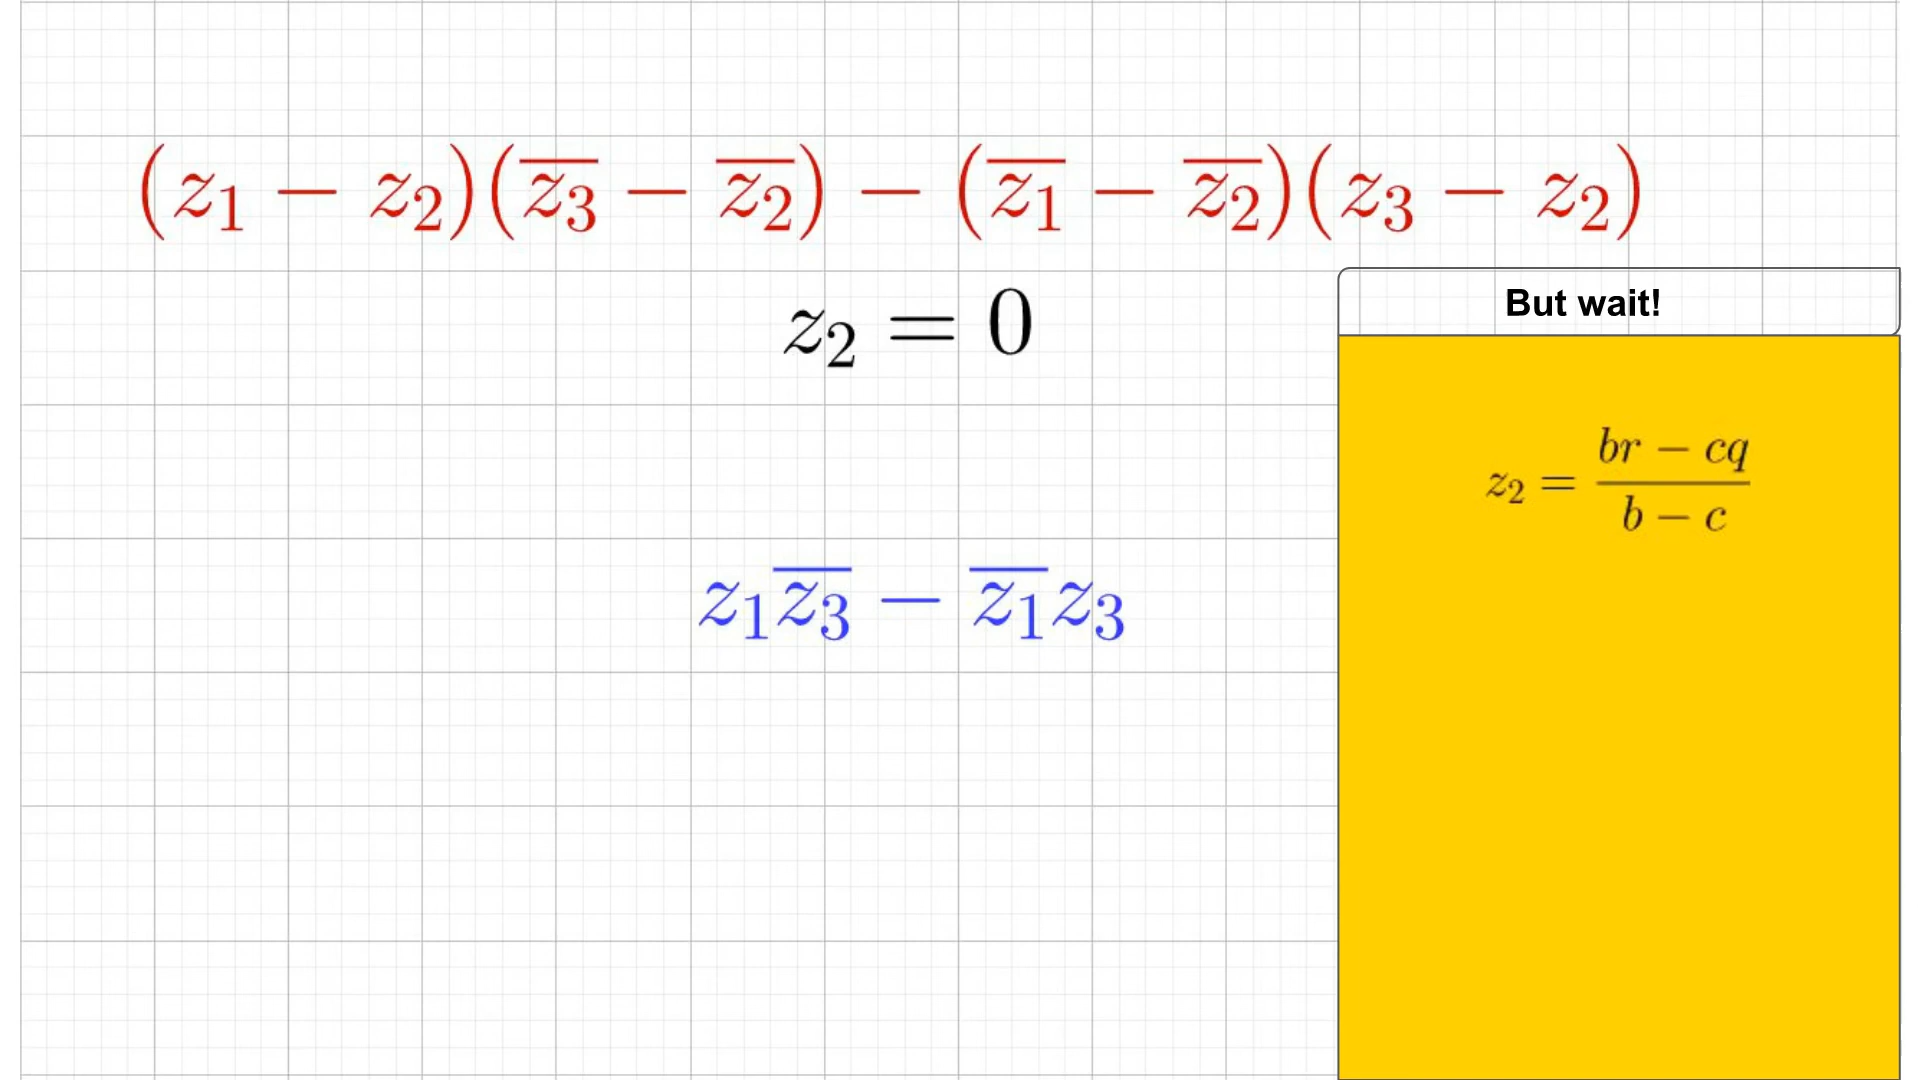 (z₁ − z₂)(z̅₃ − z̅₂) − (z̅₁ − z̅₂)(z₃ − z₂)
z₂ = 0
But wait!
z₂ = (br − cq)/(b − c)
z₁z̅₃ − z̅₁z₃